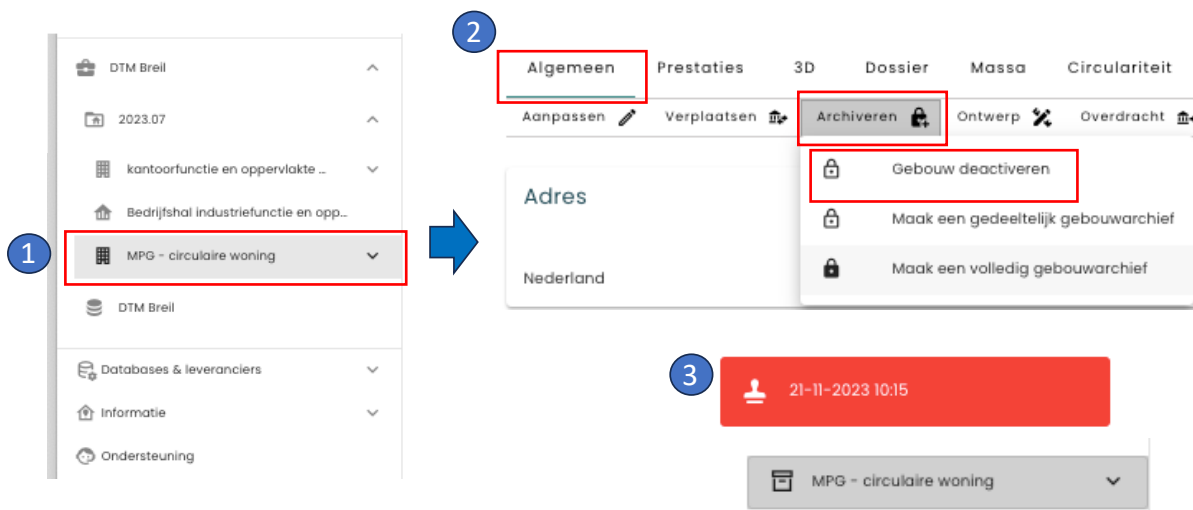 DTM Breil
2023.07
kantoorfunctie en oppervlakte ...
Bedrijfshal industriefunctie en opp...
1
MPG - circulaire woning
DTM Breil
Databases & leveranciers
Informatie
Ondersteuning
2
Algemeen Prestaties 3D Dossier Massa Circulariteit
Aanpassen Verplaatsen Archiveren Ontwerp Overdracht
Adres
Nederland
Gebouw deactiveren
Maak een gedeeltelijk gebouwarchief
Maak een volledig gebouwarchief
3
21-11-2023 10:15
MPG - circulaire woning